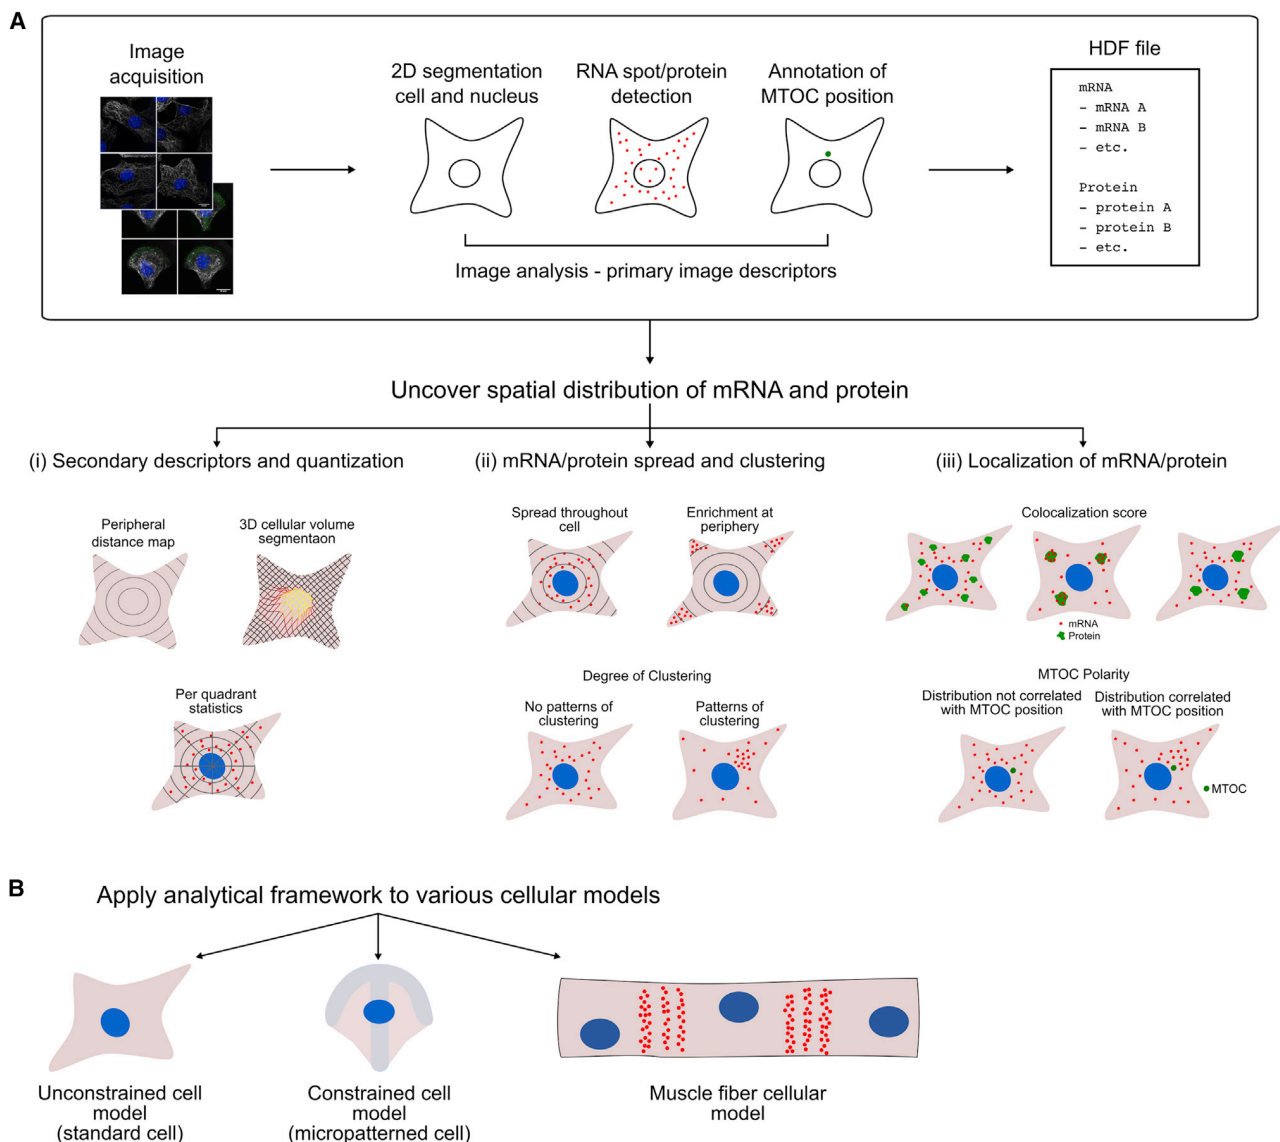 A
Image
acquisition
2D segmentation
cell and nucleus
RNA spot/protein
detection
Annotation of
MTOC position
Image analysis - primary image descriptors
HDF file
mRNA
- mRNA A
- mRNA B
- etc.
Protein
- protein A
- protein B
- etc.
Uncover spatial distribution of mRNA and protein
(i) Secondary descriptors and quantization
Peripheral
distance map
3D cellular volume
segmentaon
Per quadrant
statistics
(ii) mRNA/protein spread and clustering
Spread throughout
cell
Enrichment at
periphery
Degree of Clustering
No patterns of
clustering
Patterns of
clustering
(iii) Localization of mRNA/protein
Colocalization score
mRNA
Protein
MTOC Polarity
Distribution not correlated
with MTOC position
Distribution correlated
with MTOC position
MTOC
B
Apply analytical framework to various cellular models
Unconstrained cell
model
(standard cell)
Constrained cell
model
(micropatterned cell)
Muscle fiber cellular
model